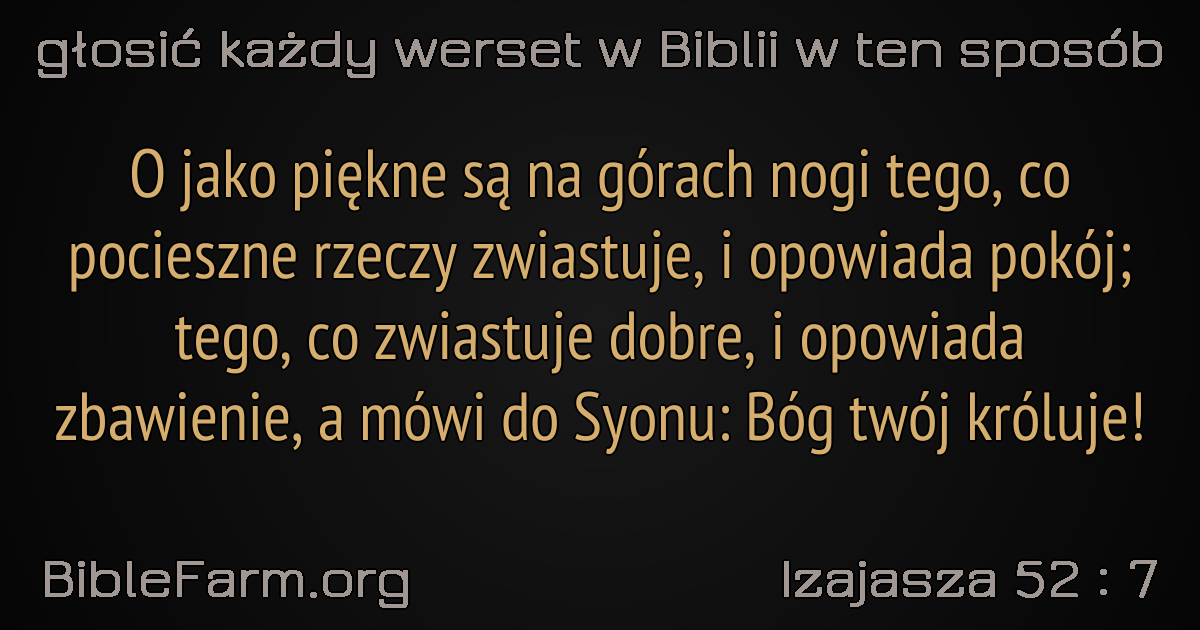 głosić każdy werset w Biblii w ten sposób
O jako piękne są na górach nogi tego, co
pocieszne rzeczy zwiastuje, i opowiada pokój;
tego, co zwiastuje dobre, i opowiada
zbawienie, a mówi do Syonu: Bóg twój króluje!
BibleFarm.org
Izajasza 52 : 7